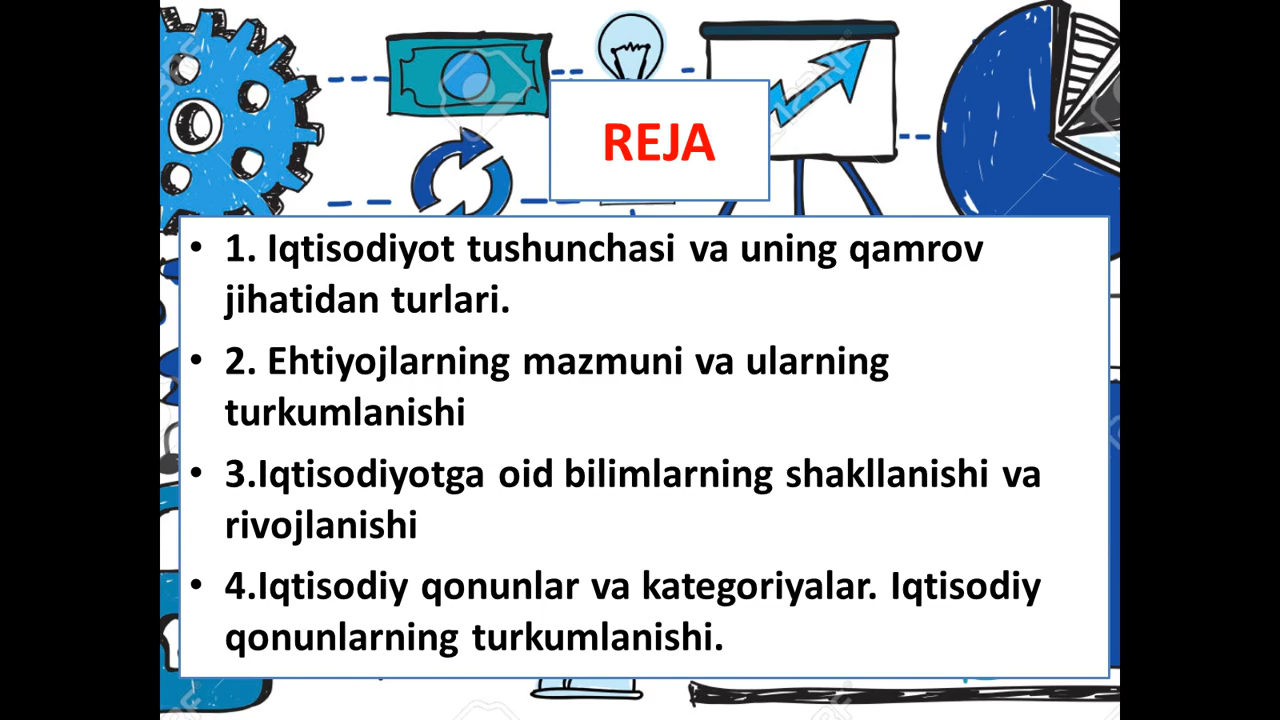 REJA
• 1. Iqtisodiyot tushunchasi va uning qamrov
jihatidan turlari.
• 2. Ehtiyojlarning mazmuni va ularning
turkumlanishi
• 3.Iqtisodiyotga oid bilimlarning shakllanishi va
rivojlanishi
• 4.Iqtisodiy qonunlar va kategoriyalar. Iqtisodiy
qonunlarning turkumlanishi.